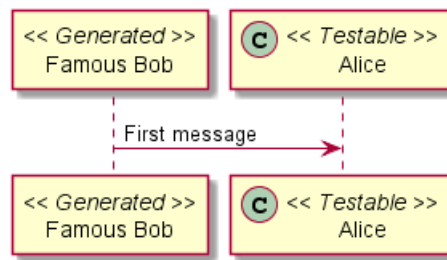 << Generated >>
Famous Bob
C << Testable >>
Alice
First message
<< Generated >>
Famous Bob
C << Testable >>
Alice